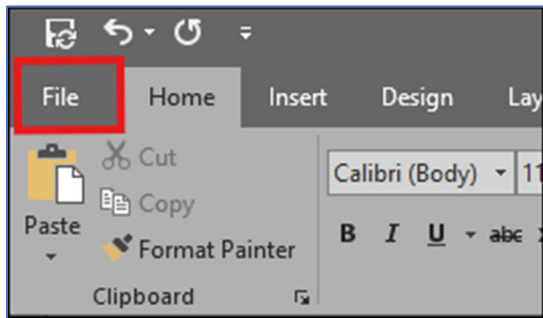 File Home Insert Design Lay
Cut
Calibri (Body) 11
Copy
Paste
B I U abc
Format Painter
Clipboard